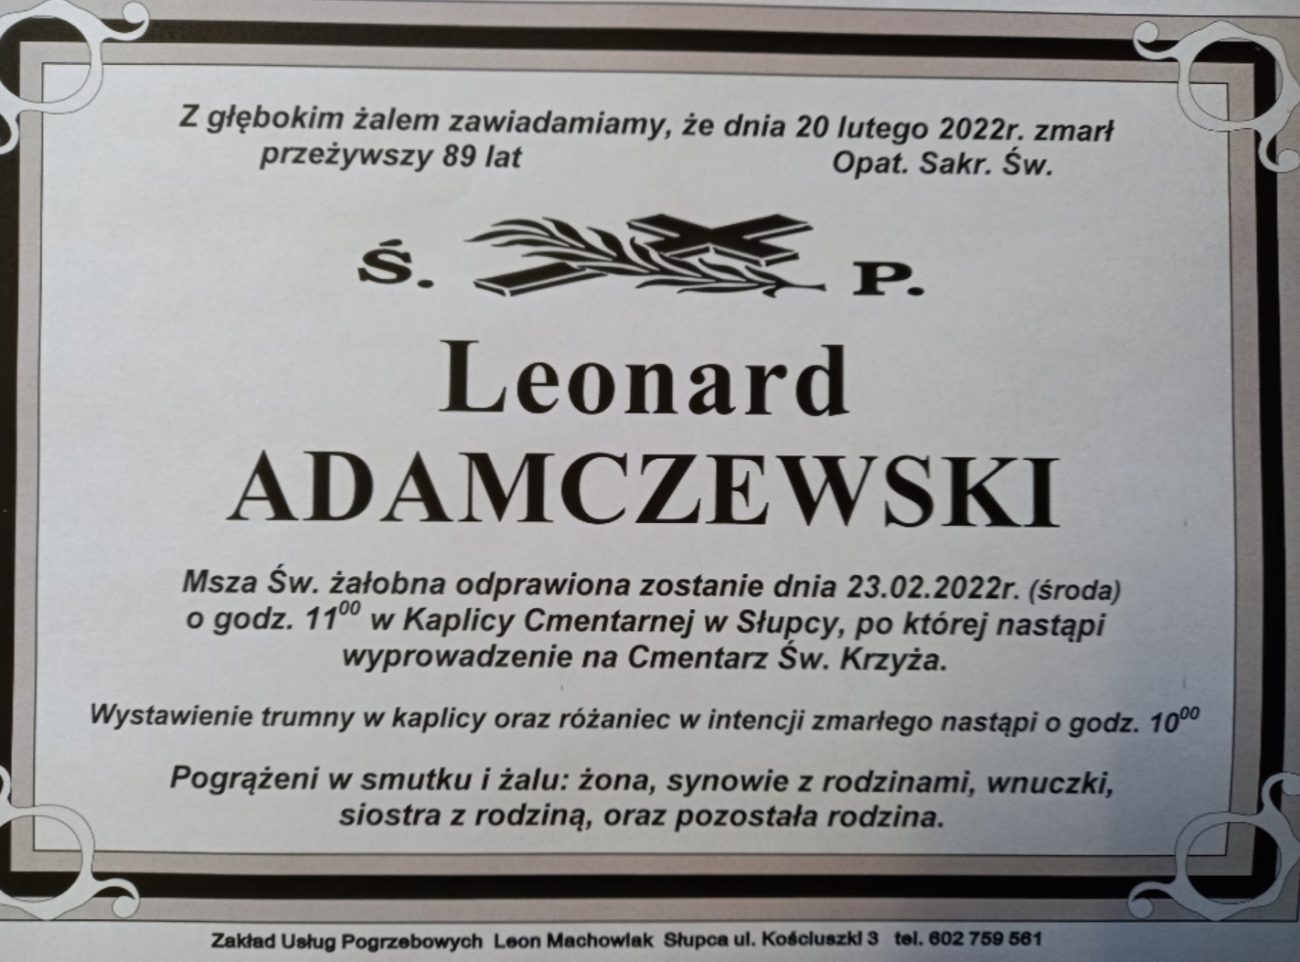 Z głębokim żalem zawiadamiamy, że dnia 20 lutego 2022r. zmarł
przeżywszy 89 lat Opat. Sakr. Św.
Ś. P.
Leonard
ADAMCZEWSKI
Msza Św. żałobna odprawiona zostanie dnia 23.02.2022r. (środa)
o godz. 11⁰⁰ w Kaplicy Cmentarnej w Słupcy, po której nastąpi
wyprowadzenie na Cmentarz Św. Krzyża.
Wystawienie trumny w kaplicy oraz różaniec w intencji zmarłego nastąpi o godz. 10⁰⁰
Pogrążeni w smutku i żalu: żona, synowie z rodzinami, wnuczki,
siostra z rodziną, oraz pozostała rodzina.
Zakład Usług Pogrzebowych Leon Machowiak Słupca ul. Kościuszki 3 tel. 602 759 561